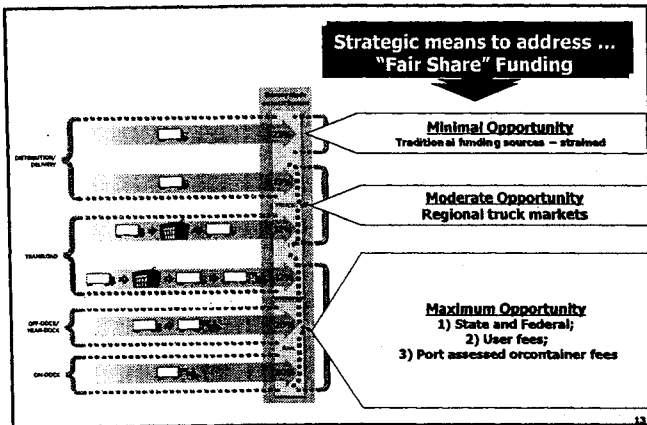 Strategic means to address ...
"Fair Share" Funding
Minimal Opportunity
Traditional funding sources – strained
DISTRIBUTION/
DELIVERY
Moderate Opportunity
Regional truck markets
TRANSLOAD
Maximum Opportunity
1) State and Federal;
2) User fees;
3) Port assessed orcontainer fees
OFF-DOCK/
NEAR-DOCK
ON-DOCK
13